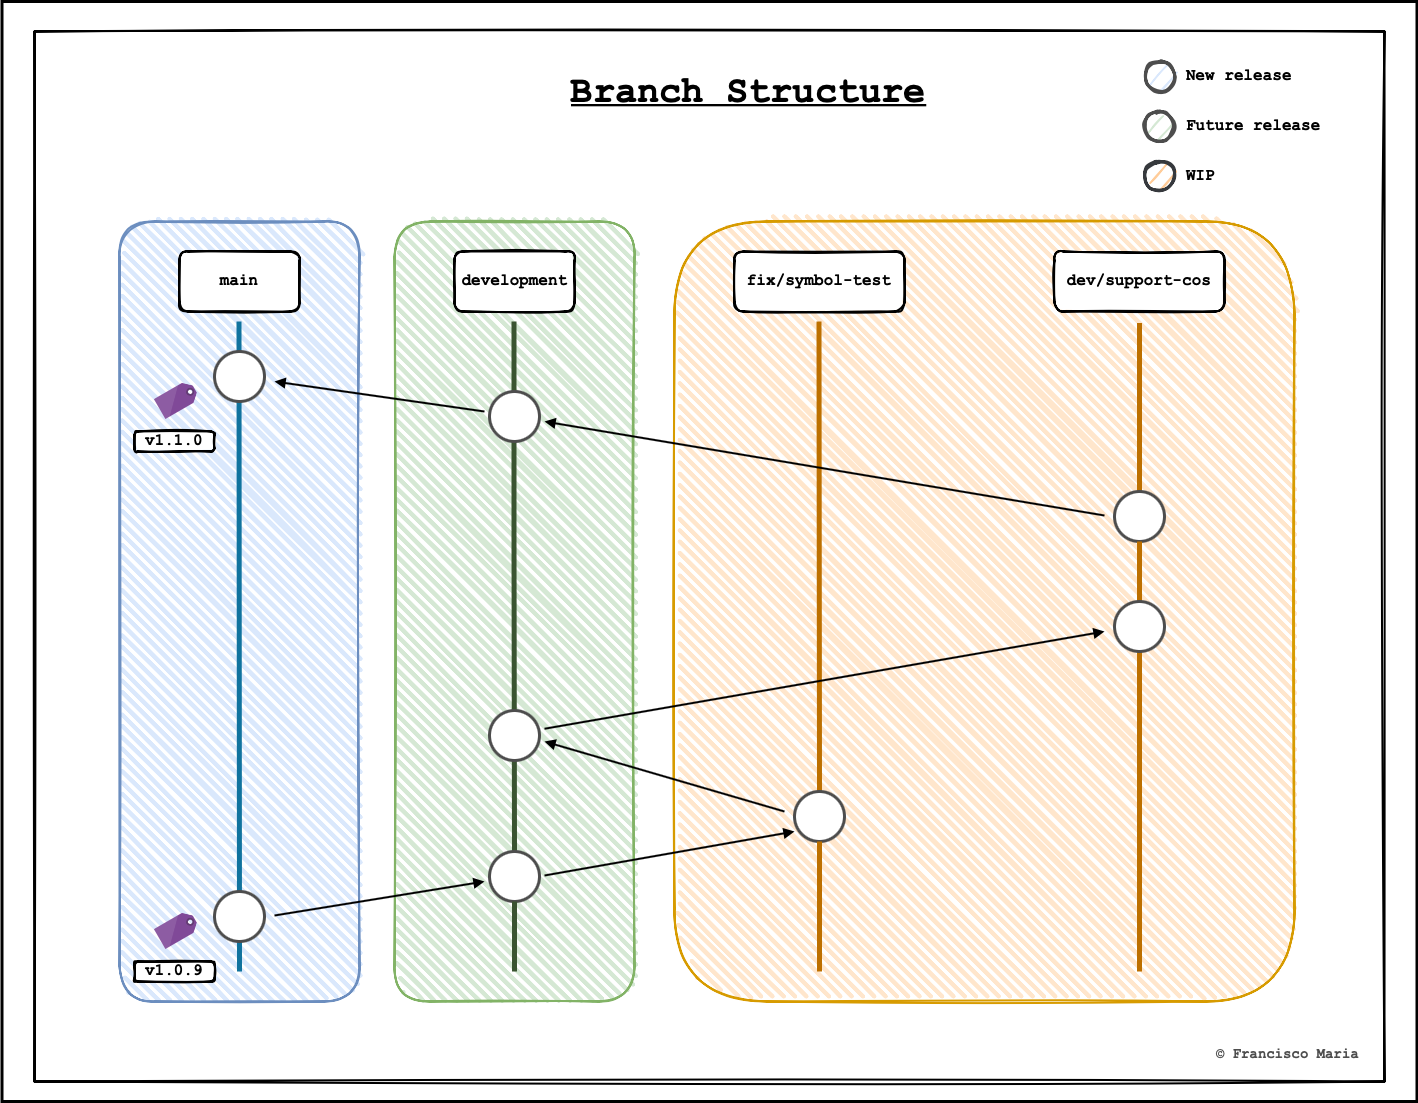 Branch Structure
New release
Future release
WIP
main
development
fix/symbol-test
dev/support-cos
v1.1.0
v1.0.9
© Francisco Maria